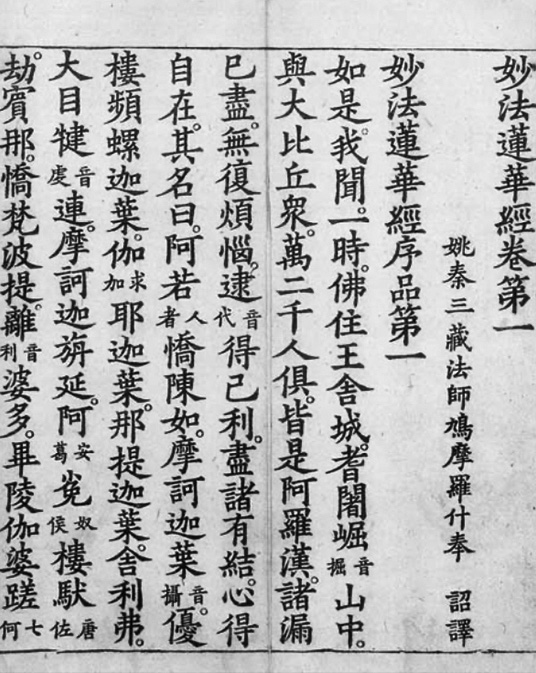 妙法蓮華經卷第一
姚秦三藏法師鳩摩羅什奉 詔譯
妙法蓮華經序品第一
如是我聞。一時。佛住王舍城。耆闍崛音掘山中。
與大比丘衆。萬二千人俱。皆是阿羅漢。諸漏
已盡。無復煩惱。逮音代得已利。盡諸有結。心得
自在。其名曰。阿若人者憍陳如。摩訶迦葉音攝。優
樓頻螺迦葉。伽求加耶迦葉。那提迦葉。舍利弗。
大目犍音虔連。摩訶迦旃延。阿安葛㝹奴侯樓馱唐佐
劫賓那。憍梵波提。離音利婆多。畢陵伽婆蹉七何